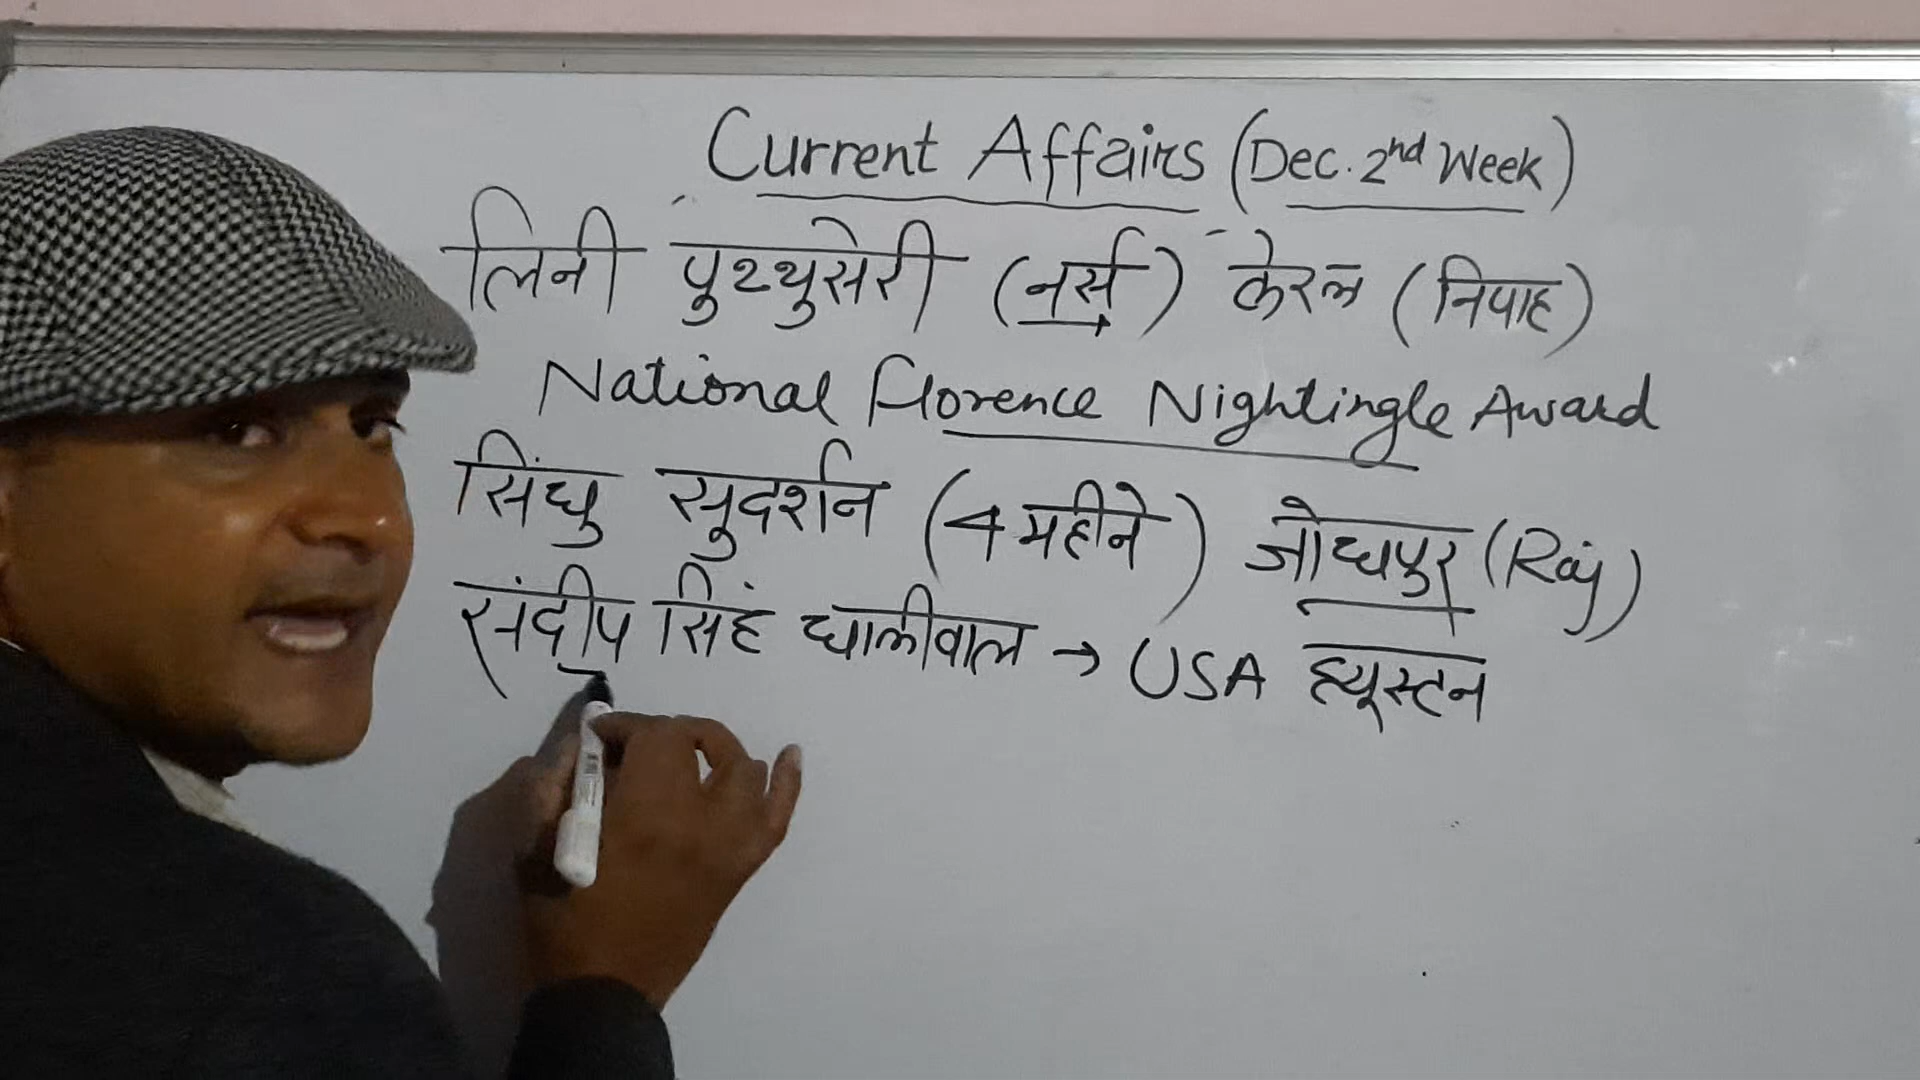 Current Affairs (Dec. 2nd Week)
लिनी पुथ्थुसेरी (नर्स) केरल (निपाह)
National Florence Nightingle Award
सिंधु सुदर्शन (4 महीने) जोधपुर (Raj)
संदीप सिहं धालीवाल → USA ह्यूस्टन